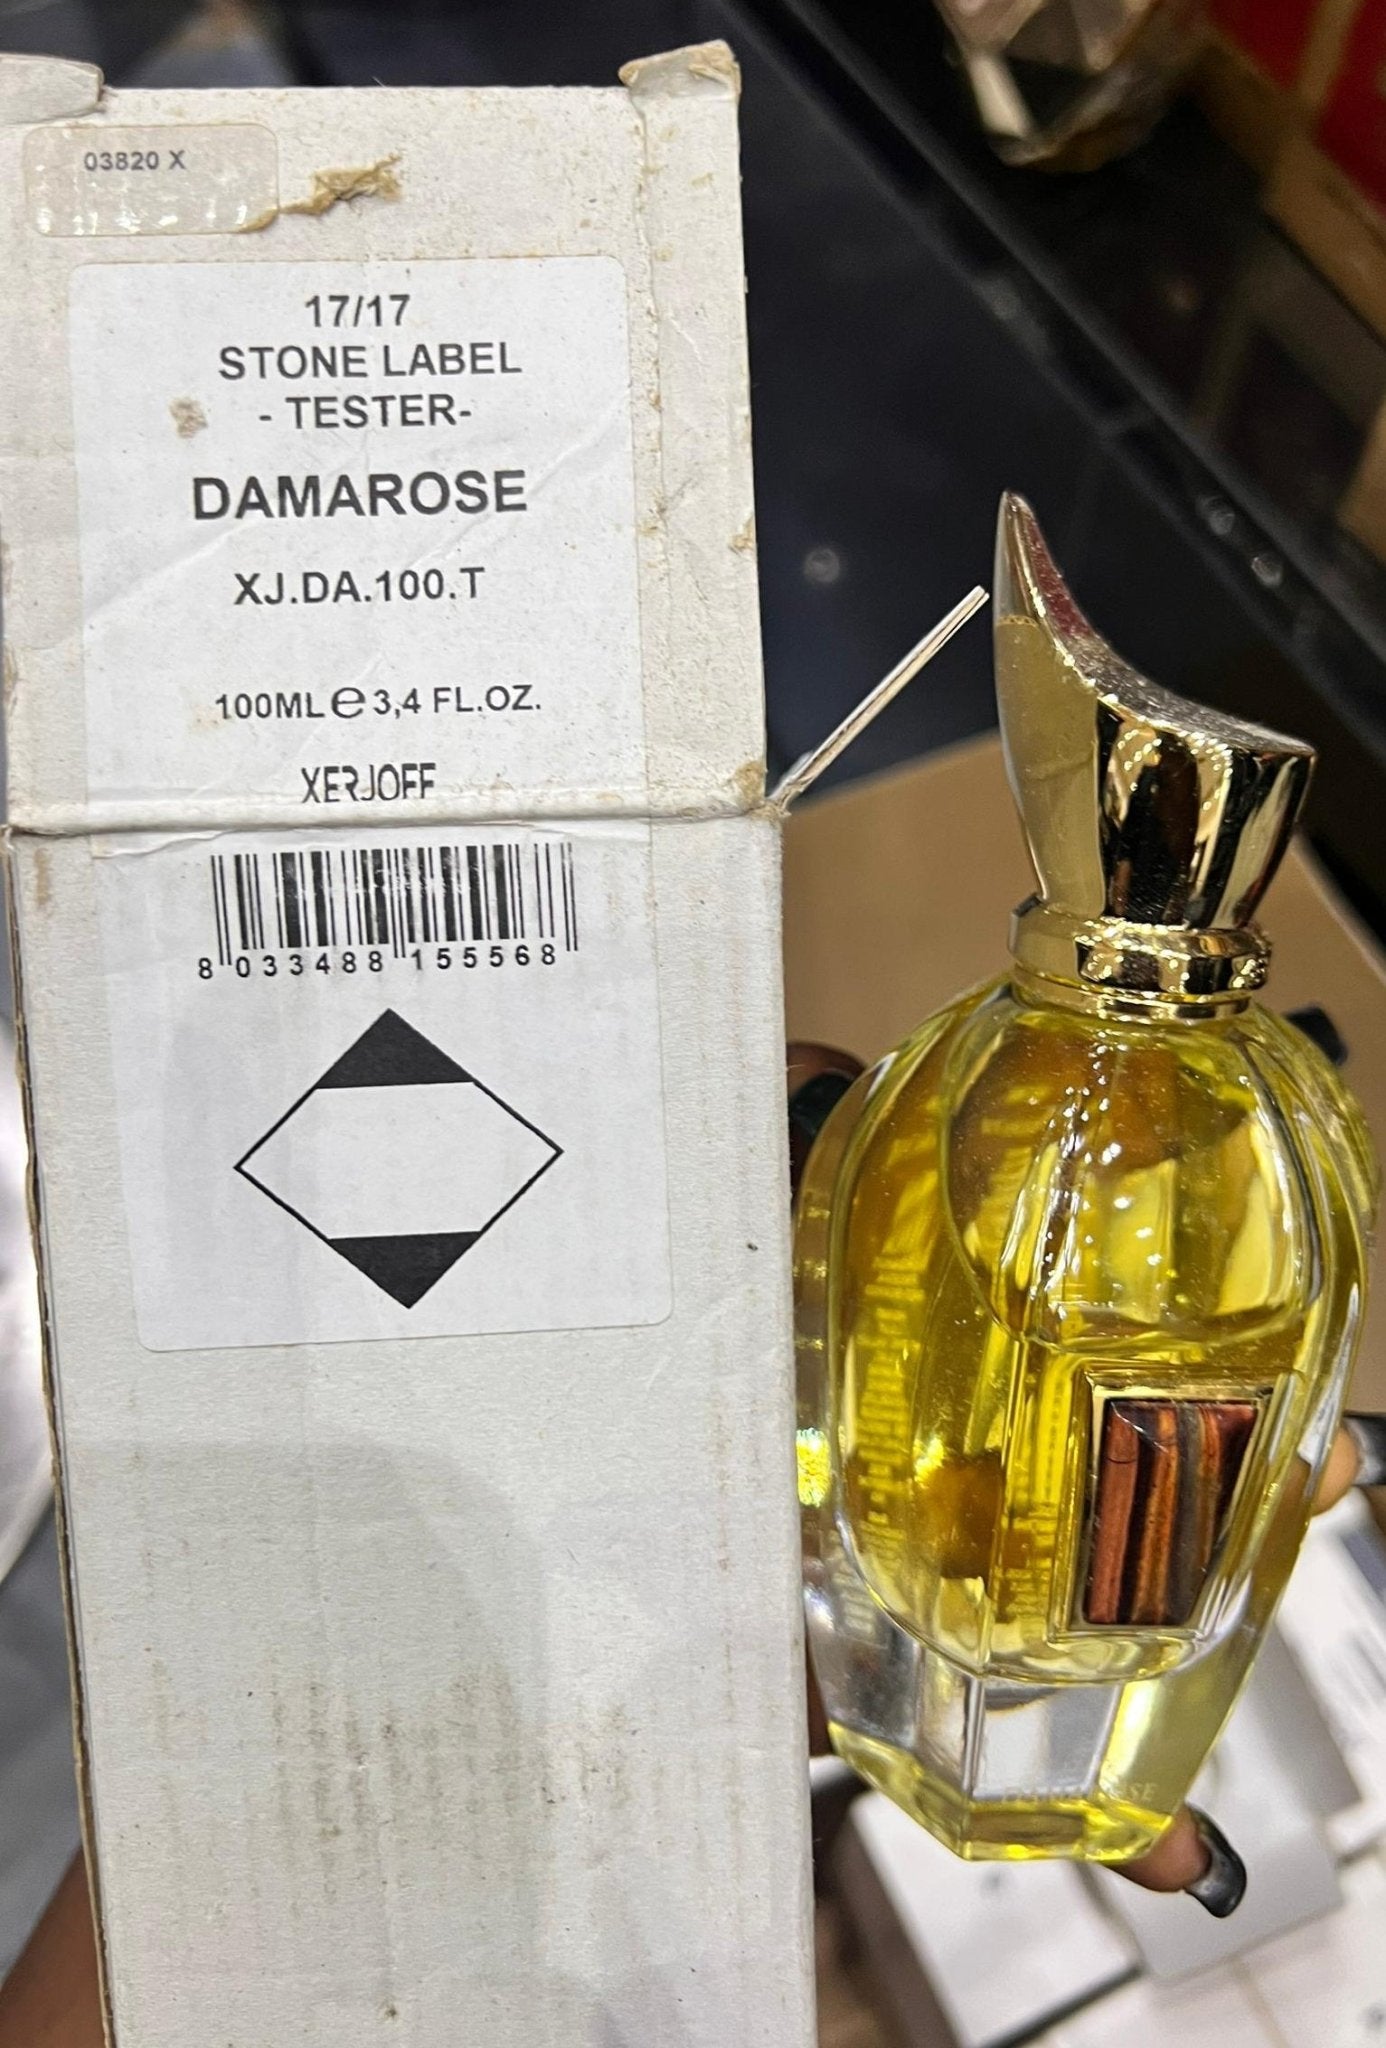 03820 X
17/17
STONE LABEL
- TESTER-
DAMAROSE
XJ.DA.100.T
100ML e 3,4 FL.OZ.
XERJOFF
8 033488 155568
DAMAROSE